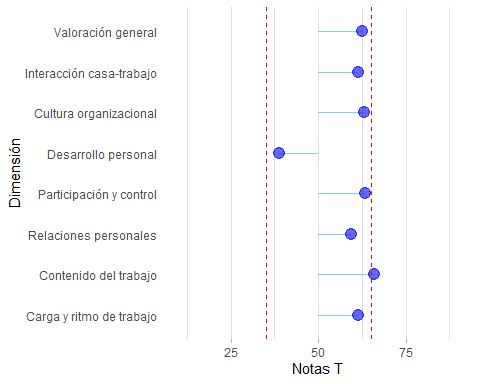 Valoración general
Interacción casa-trabajo
Cultura organizacional
Desarrollo personal
Participación y control
Relaciones personales
Contenido del trabajo
Carga y ritmo de trabajo
Dimensión
25 50 75
Notas T